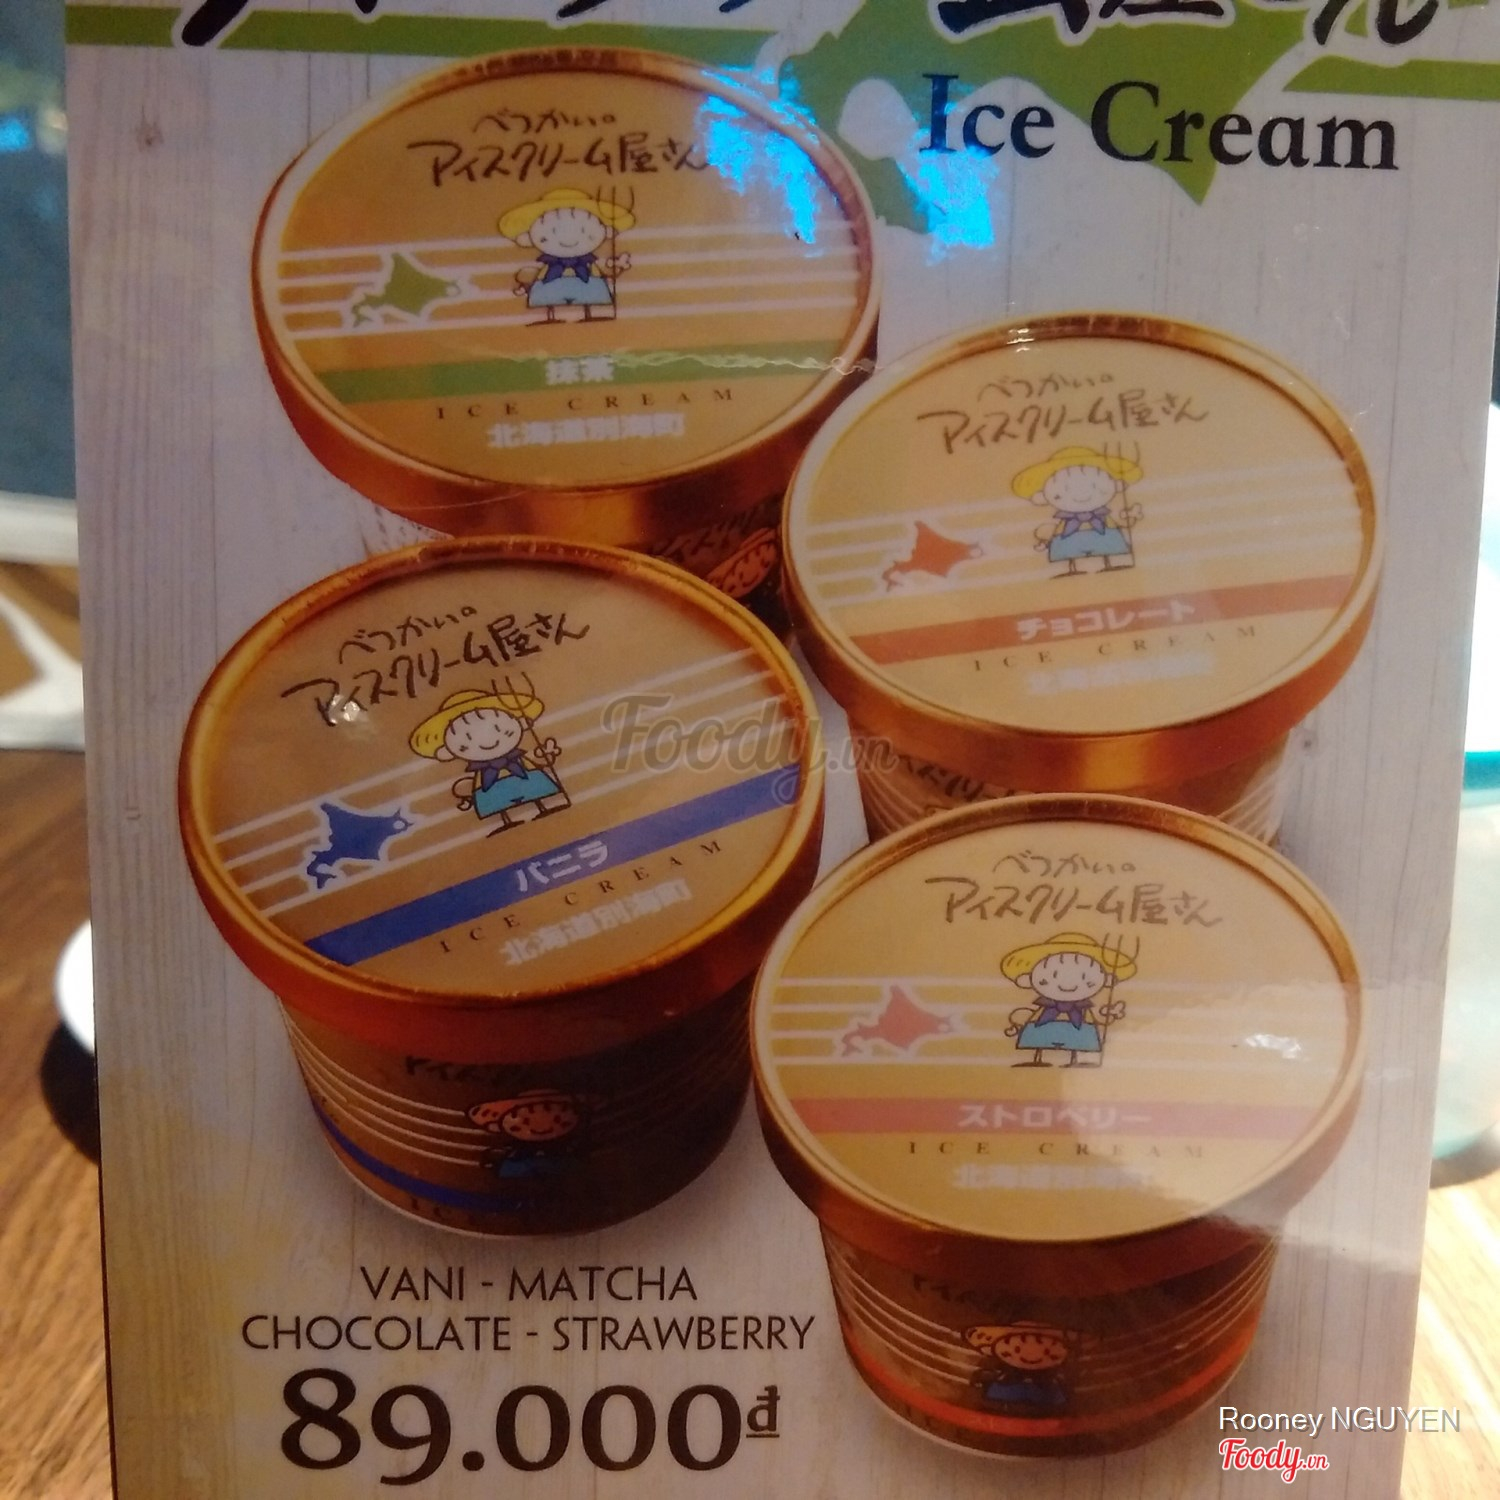 Ice Cream
べつかい。
アイスクリーム屋さん
抹茶
ICE CREAM
北海道別海町
べつかい。
アイスクリーム屋さん
チョコレート
ICE CREAM
べつかい。
アイスクリーム屋さん
バニラ
ICE CREAM
北海道別海町
べつかい。
アイスクリーム屋さん
ストロベリー
ICE CREAM
北海道別海町
Foody.vn
VANI - MATCHA
CHOCOLATE - STRAWBERRY
89.000đ
Rooney NGUYEN
Foody.vn